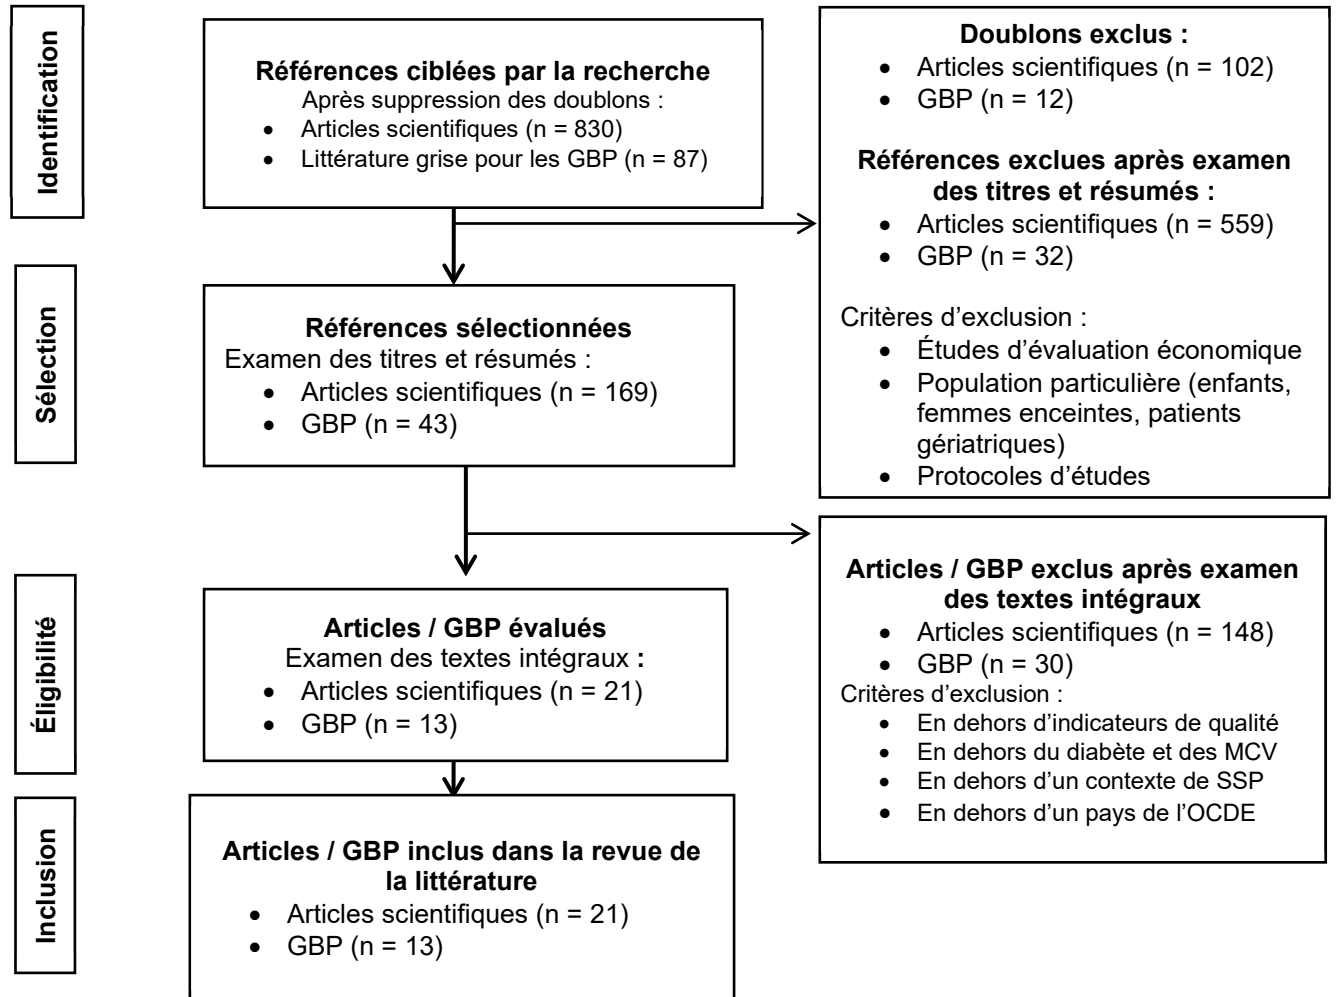 Identification
Références ciblées par la recherche
Après suppression des doublons :
• Articles scientifiques (n = 830)
• Littérature grise pour les GBP (n = 87)
Doublons exclus :
• Articles scientifiques (n = 102)
• GBP (n = 12)
Références exclues après examen
des titres et résumés :
• Articles scientifiques (n = 559)
• GBP (n = 32)
Critères d’exclusion :
• Études d’évaluation économique
• Population particulière (enfants,
femmes enceintes, patients
gériatriques)
• Protocoles d’études
Sélection
Références sélectionnées
Examen des titres et résumés :
• Articles scientifiques (n = 169)
• GBP (n = 43)
Articles / GBP exclus après examen
des textes intégraux
• Articles scientifiques (n = 148)
• GBP (n = 30)
Critères d’exclusion :
• En dehors d’indicateurs de qualité
• En dehors du diabète et des MCV
• En dehors d’un contexte de SSP
• En dehors d’un pays de l’OCDE
Éligibilité
Articles / GBP évalués
Examen des textes intégraux :
• Articles scientifiques (n = 21)
• GBP (n = 13)
Inclusion
Articles / GBP inclus dans la revue de
la littérature
• Articles scientifiques (n = 21)
• GBP (n = 13)